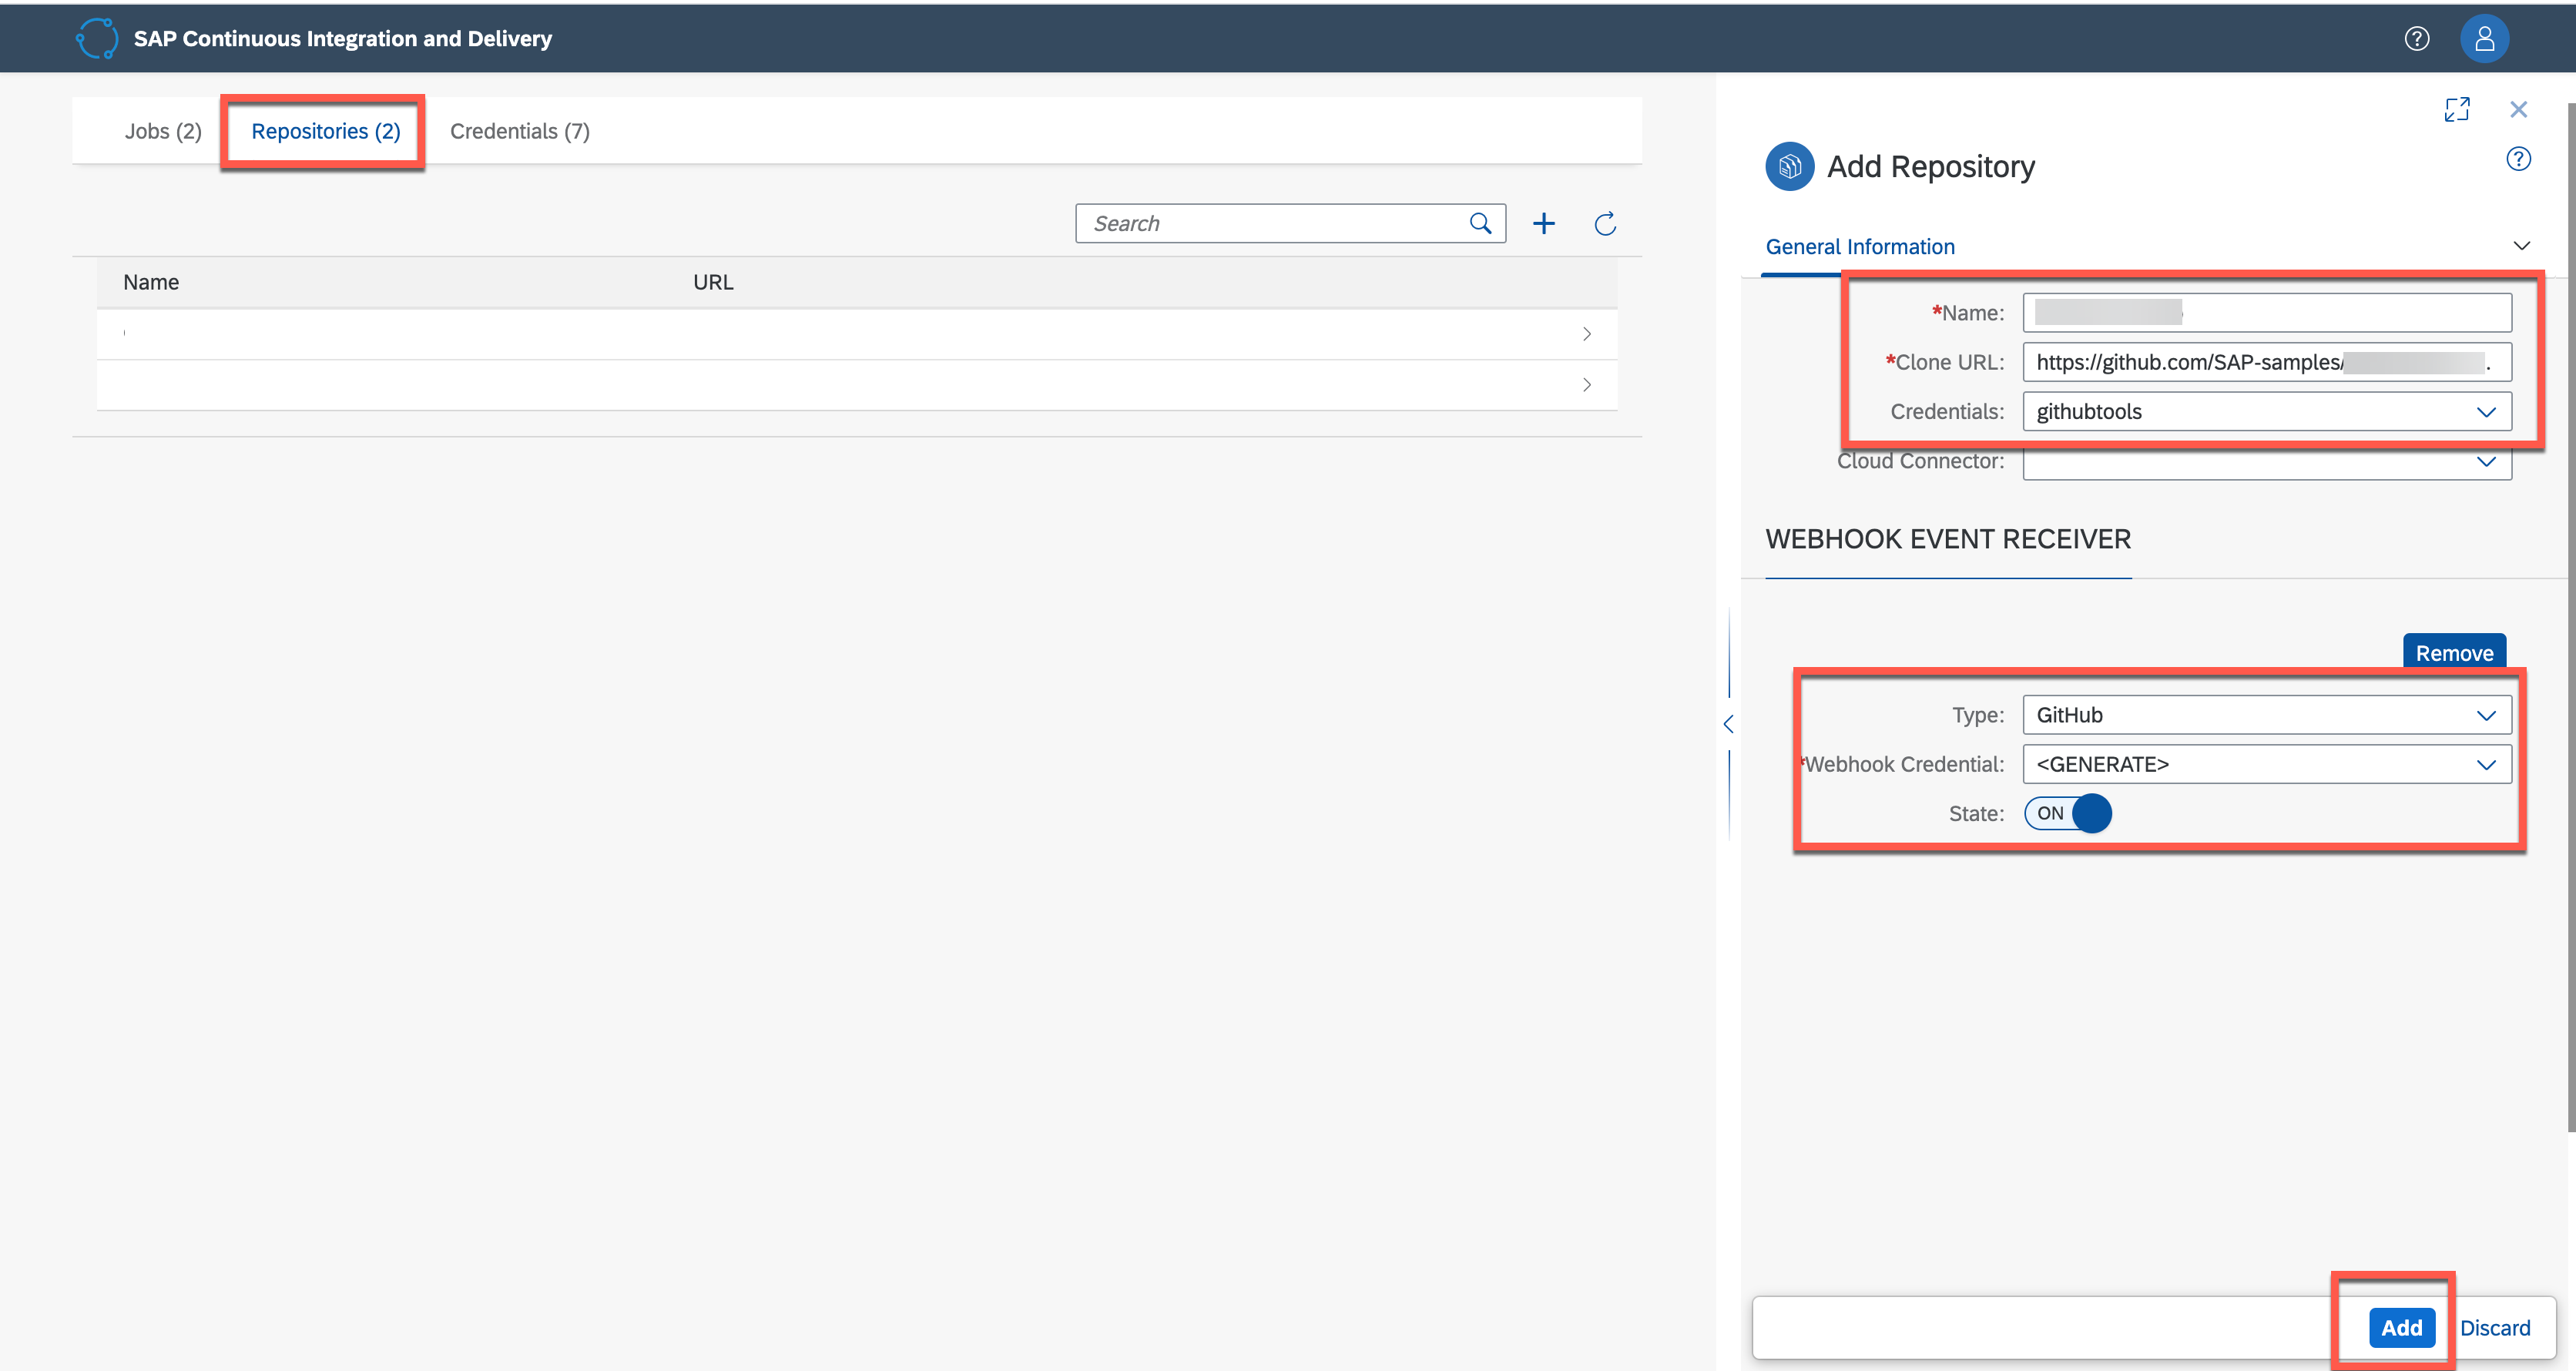 SAP Continuous Integration and Delivery
Jobs (2)
Repositories (2)
Credentials (7)
Search
Name
URL
Add Repository
General Information
*Name:
*Clone URL:
https://github.com/SAP-samples/
Credentials:
githubtools
Cloud Connector:
WEBHOOK EVENT RECEIVER
Remove
Type:
GitHub
*Webhook Credential:
<GENERATE>
State:
ON
Add
Discard